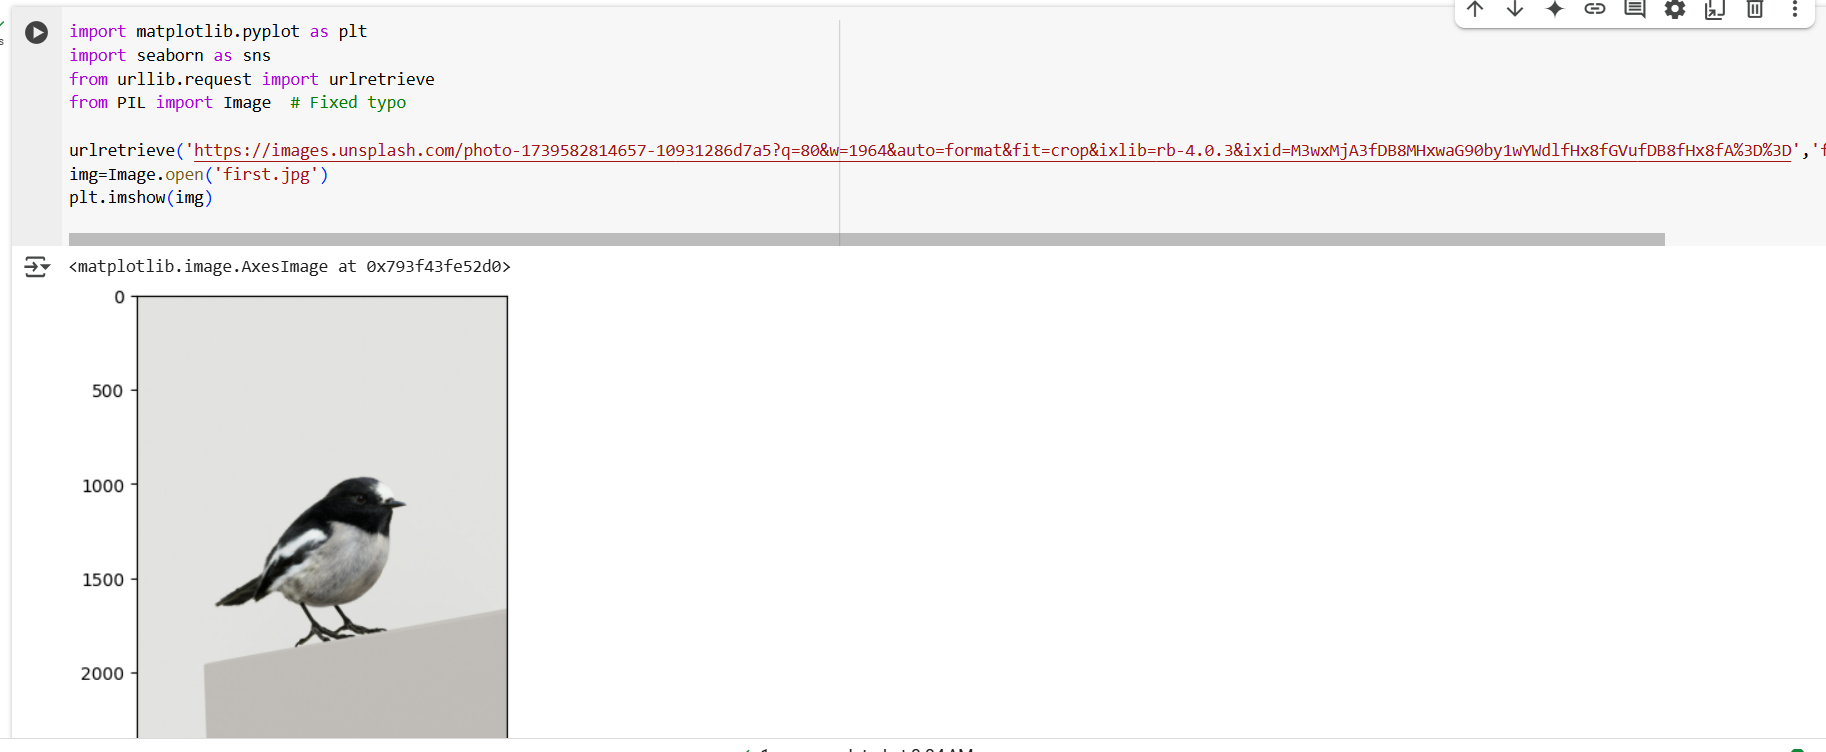 import matplotlib.pyplot as plt
import seaborn as sns
from urllib.request import urlretrieve
from PIL import Image  # Fixed typo
urlretrieve('https://images.unsplash.com/photo-1739582814657-10931286d7a5?q=80&w=1964&auto=format&fit=crop&ixlib=rb-4.0.3&ixid=M3wxMjA3fDB8MHxwaG90by1wYWdlfHx8fGVufDB8fHx8fA%3D%3D','f
img=Image.open('first.jpg')
plt.imshow(img)
<matplotlib.image.AxesImage at 0x793f43fe52d0>
0
500
1000
1500
2000